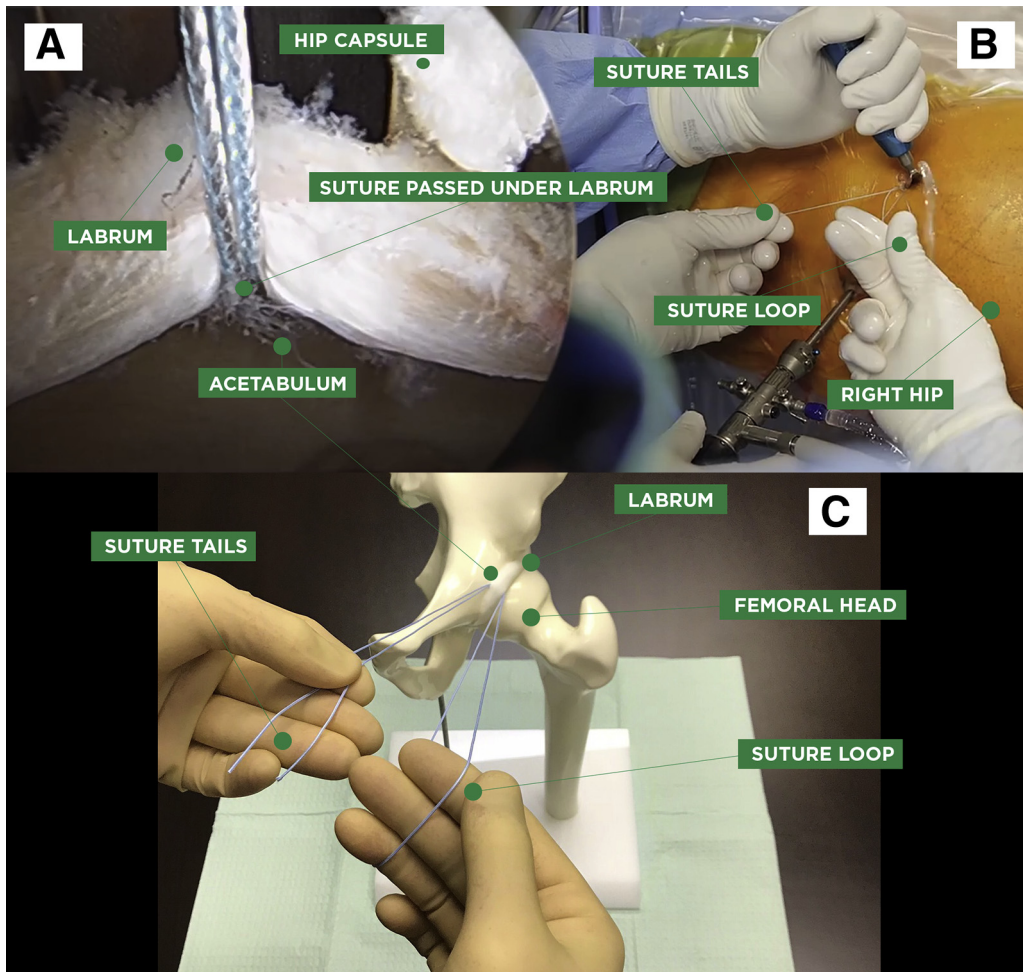 A
HIP CAPSULE
LABRUM
SUTURE PASSED UNDER LABRUM
ACETABULUM
B
SUTURE TAILS
SUTURE LOOP
RIGHT HIP
C
LABRUM
SUTURE TAILS
FEMORAL HEAD
SUTURE LOOP